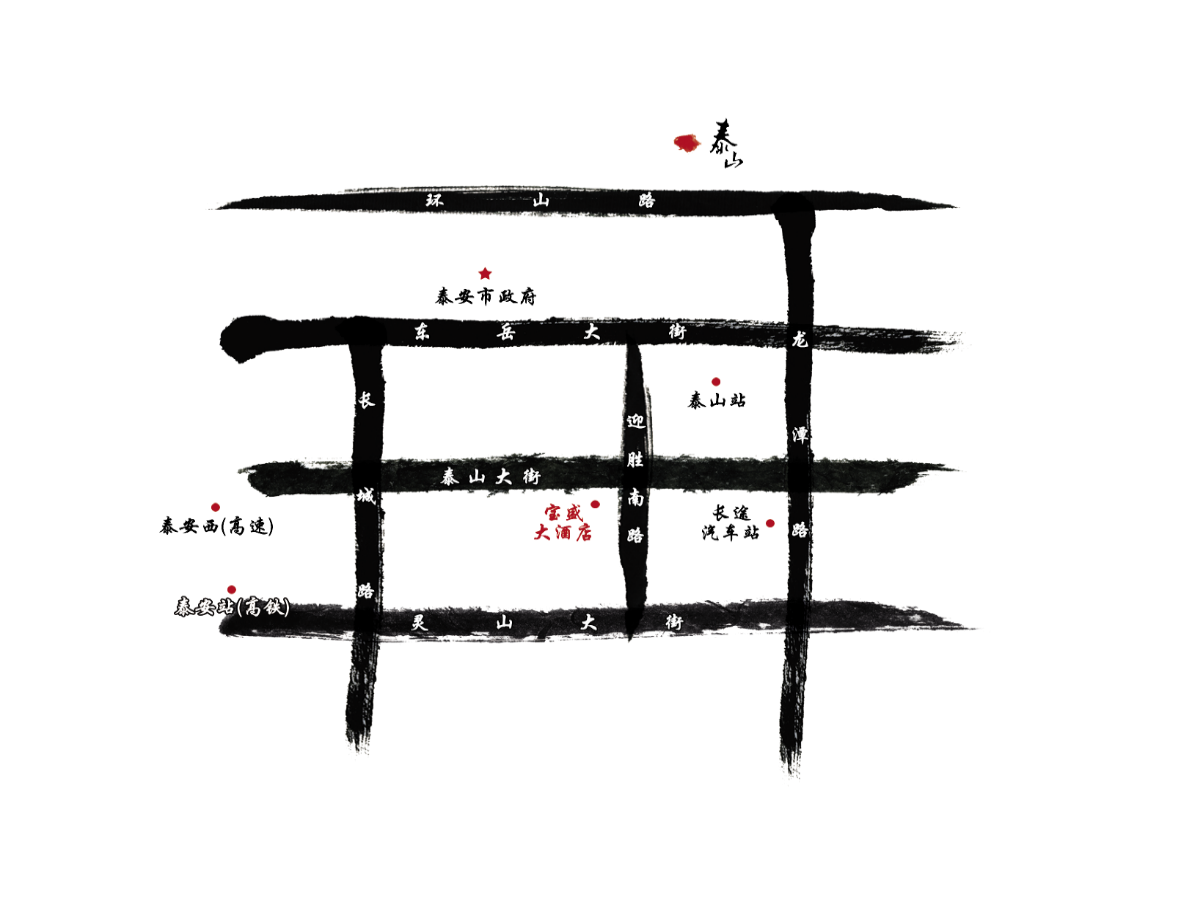 泰山
环山路
泰安市政府
东岳大街
龙潭路
泰山站
长城路
迎胜南路
泰山大街
宝盛
大酒店
长途
汽车站
泰安西(高速)
泰安站(高铁)
灵山大街